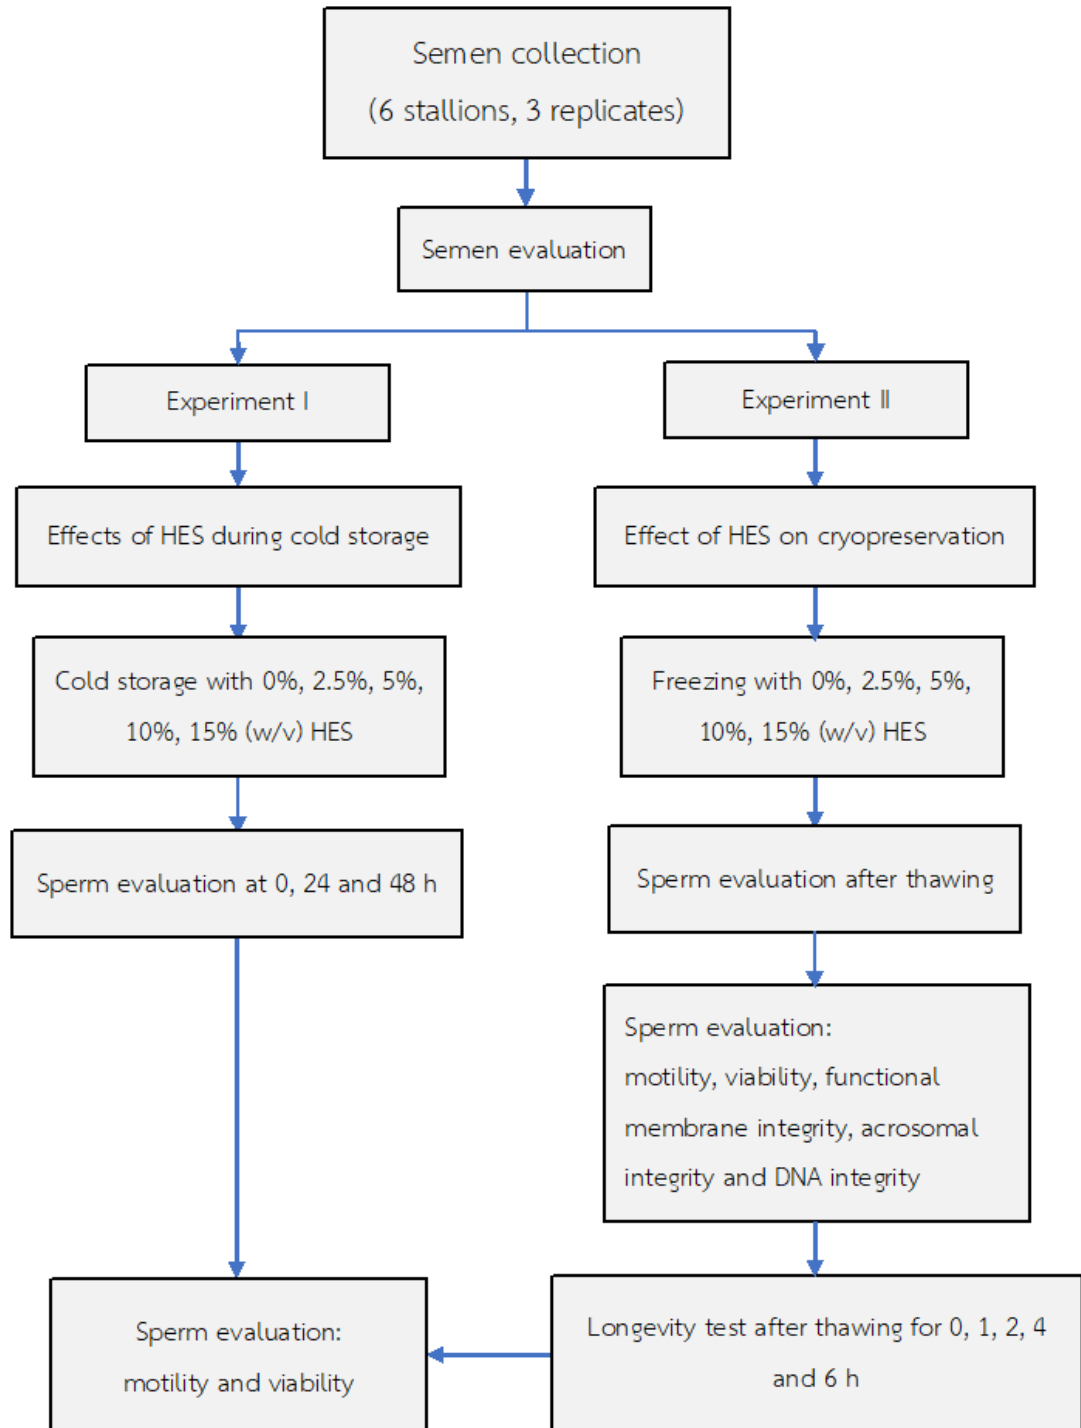 Semen collection
(6 stallions, 3 replicates)
Semen evaluation
Experiment I
Experiment II
Effects of HES during cold storage
Effect of HES on cryopreservation
Cold storage with 0%, 2.5%, 5%,
10%, 15% (w/v) HES
Freezing with 0%, 2.5%, 5%,
10%, 15% (w/v) HES
Sperm evaluation at 0, 24 and 48 h
Sperm evaluation after thawing
Sperm evaluation:
motility, viability, functional
membrane integrity, acrosomal
integrity and DNA integrity
Longevity test after thawing for 0, 1, 2, 4
and 6 h
Sperm evaluation:
motility and viability